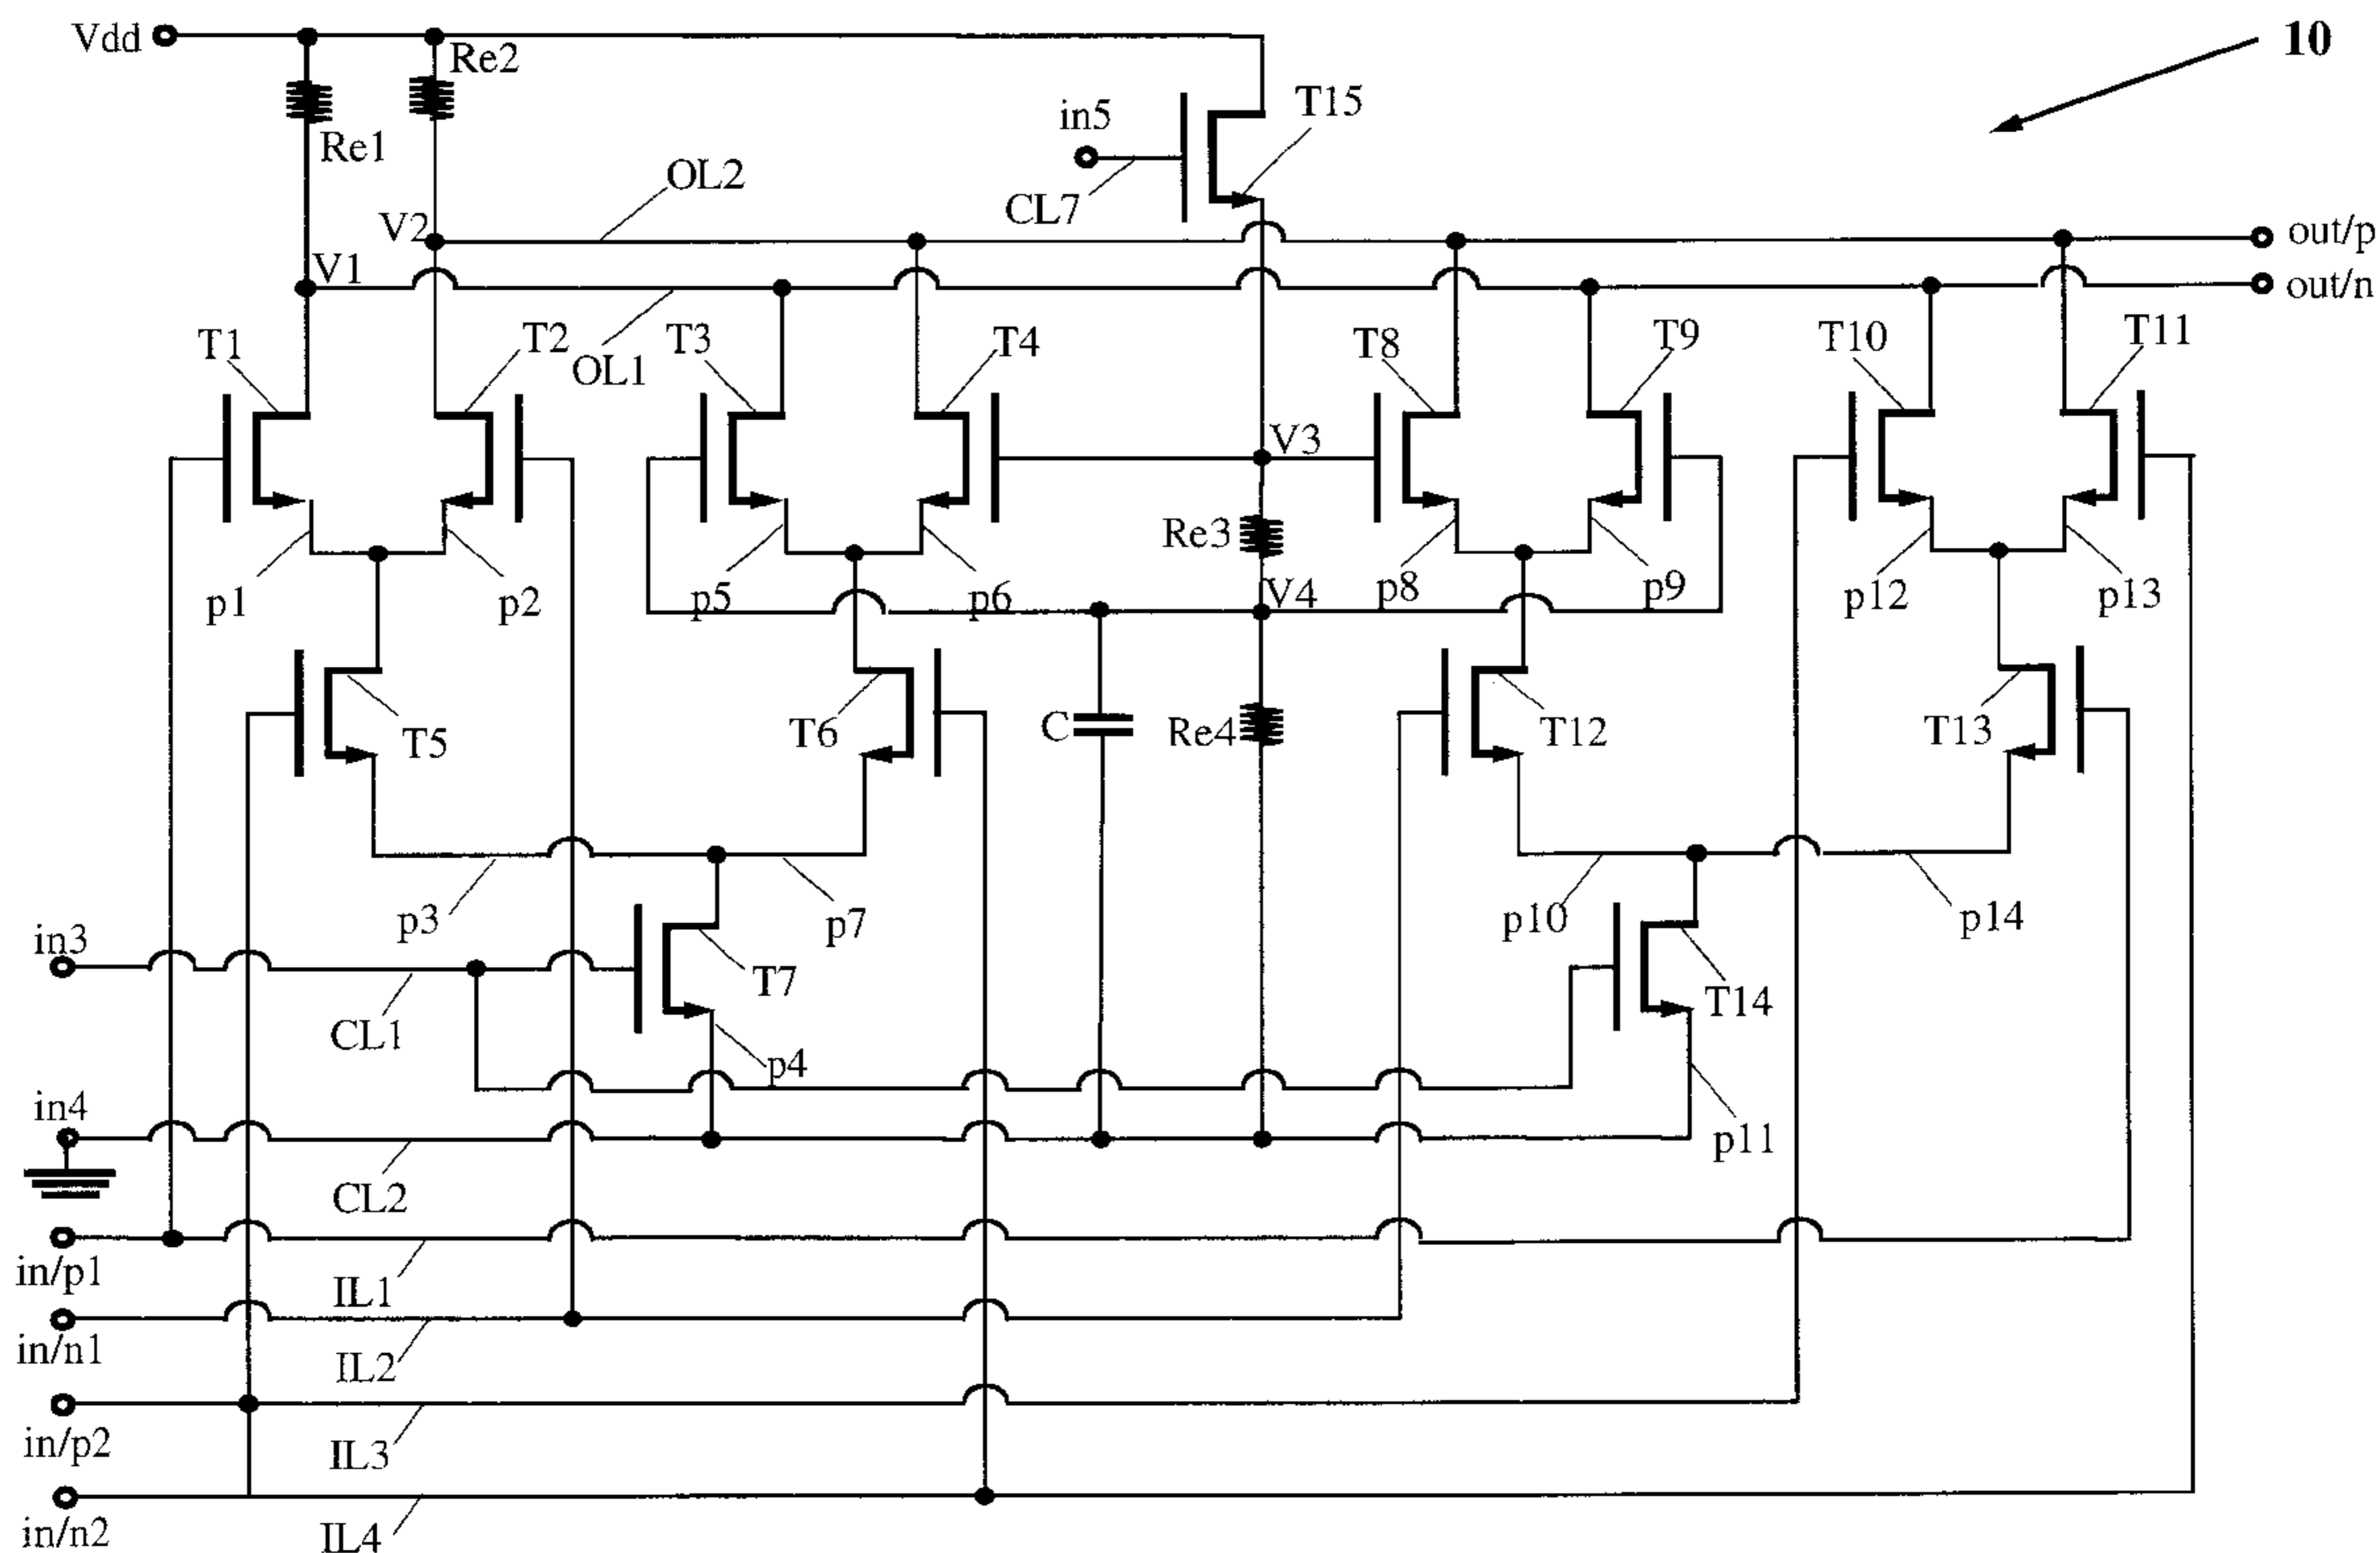 10
Vdd
Re2
Re1
in5
T15
CL7
OL2
V2
V1
OL1
out/p
out/n
T1
T2
T3
T4
T8
T9
T10
T11
V3
Re3
V4
p1
p2
p5
p6
p8
p9
p12
p13
T5
T6
C
Re4
T12
T13
p3
p7
p10
p14
in3
CL1
T7
T14
p4
p11
in4
CL2
in/p1
IL1
in/n1
IL2
in/p2
IL3
in/n2
IL4